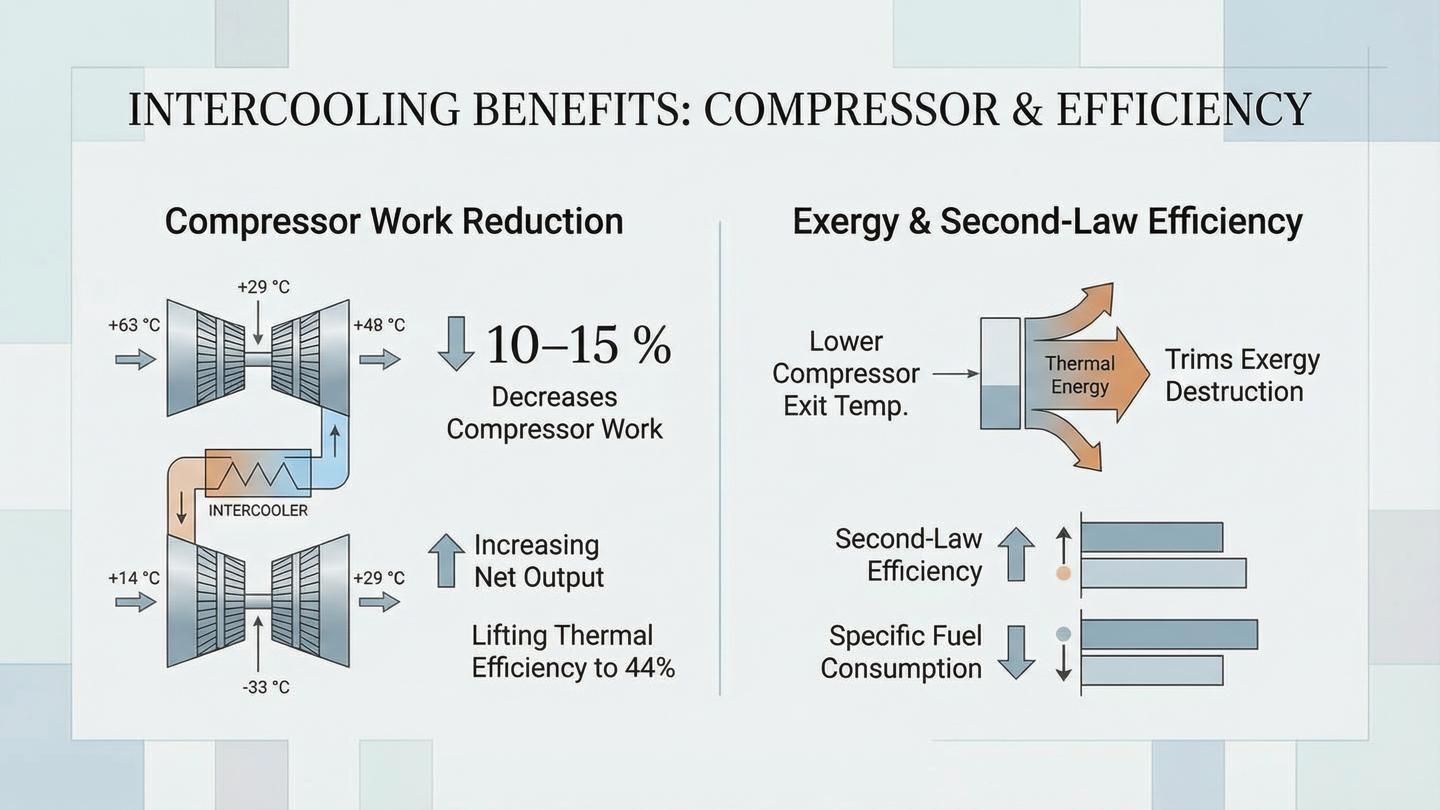 INTERCOOLING BENEFITS: COMPRESSOR & EFFICIENCY
Compressor Work Reduction
+29 °C
+63 °C
+48 °C
10–15 %
Decreases
Compressor Work
INTERCOOLER
+14 °C
+29 °C
-33 °C
Increasing
Net Output
Lifting Thermal
Efficiency to 44%
Exergy & Second-Law Efficiency
Lower
Compressor
Exit Temp.
Thermal
Energy
Trims Exergy
Destruction
Second-Law
Efficiency
Specific Fuel
Consumption